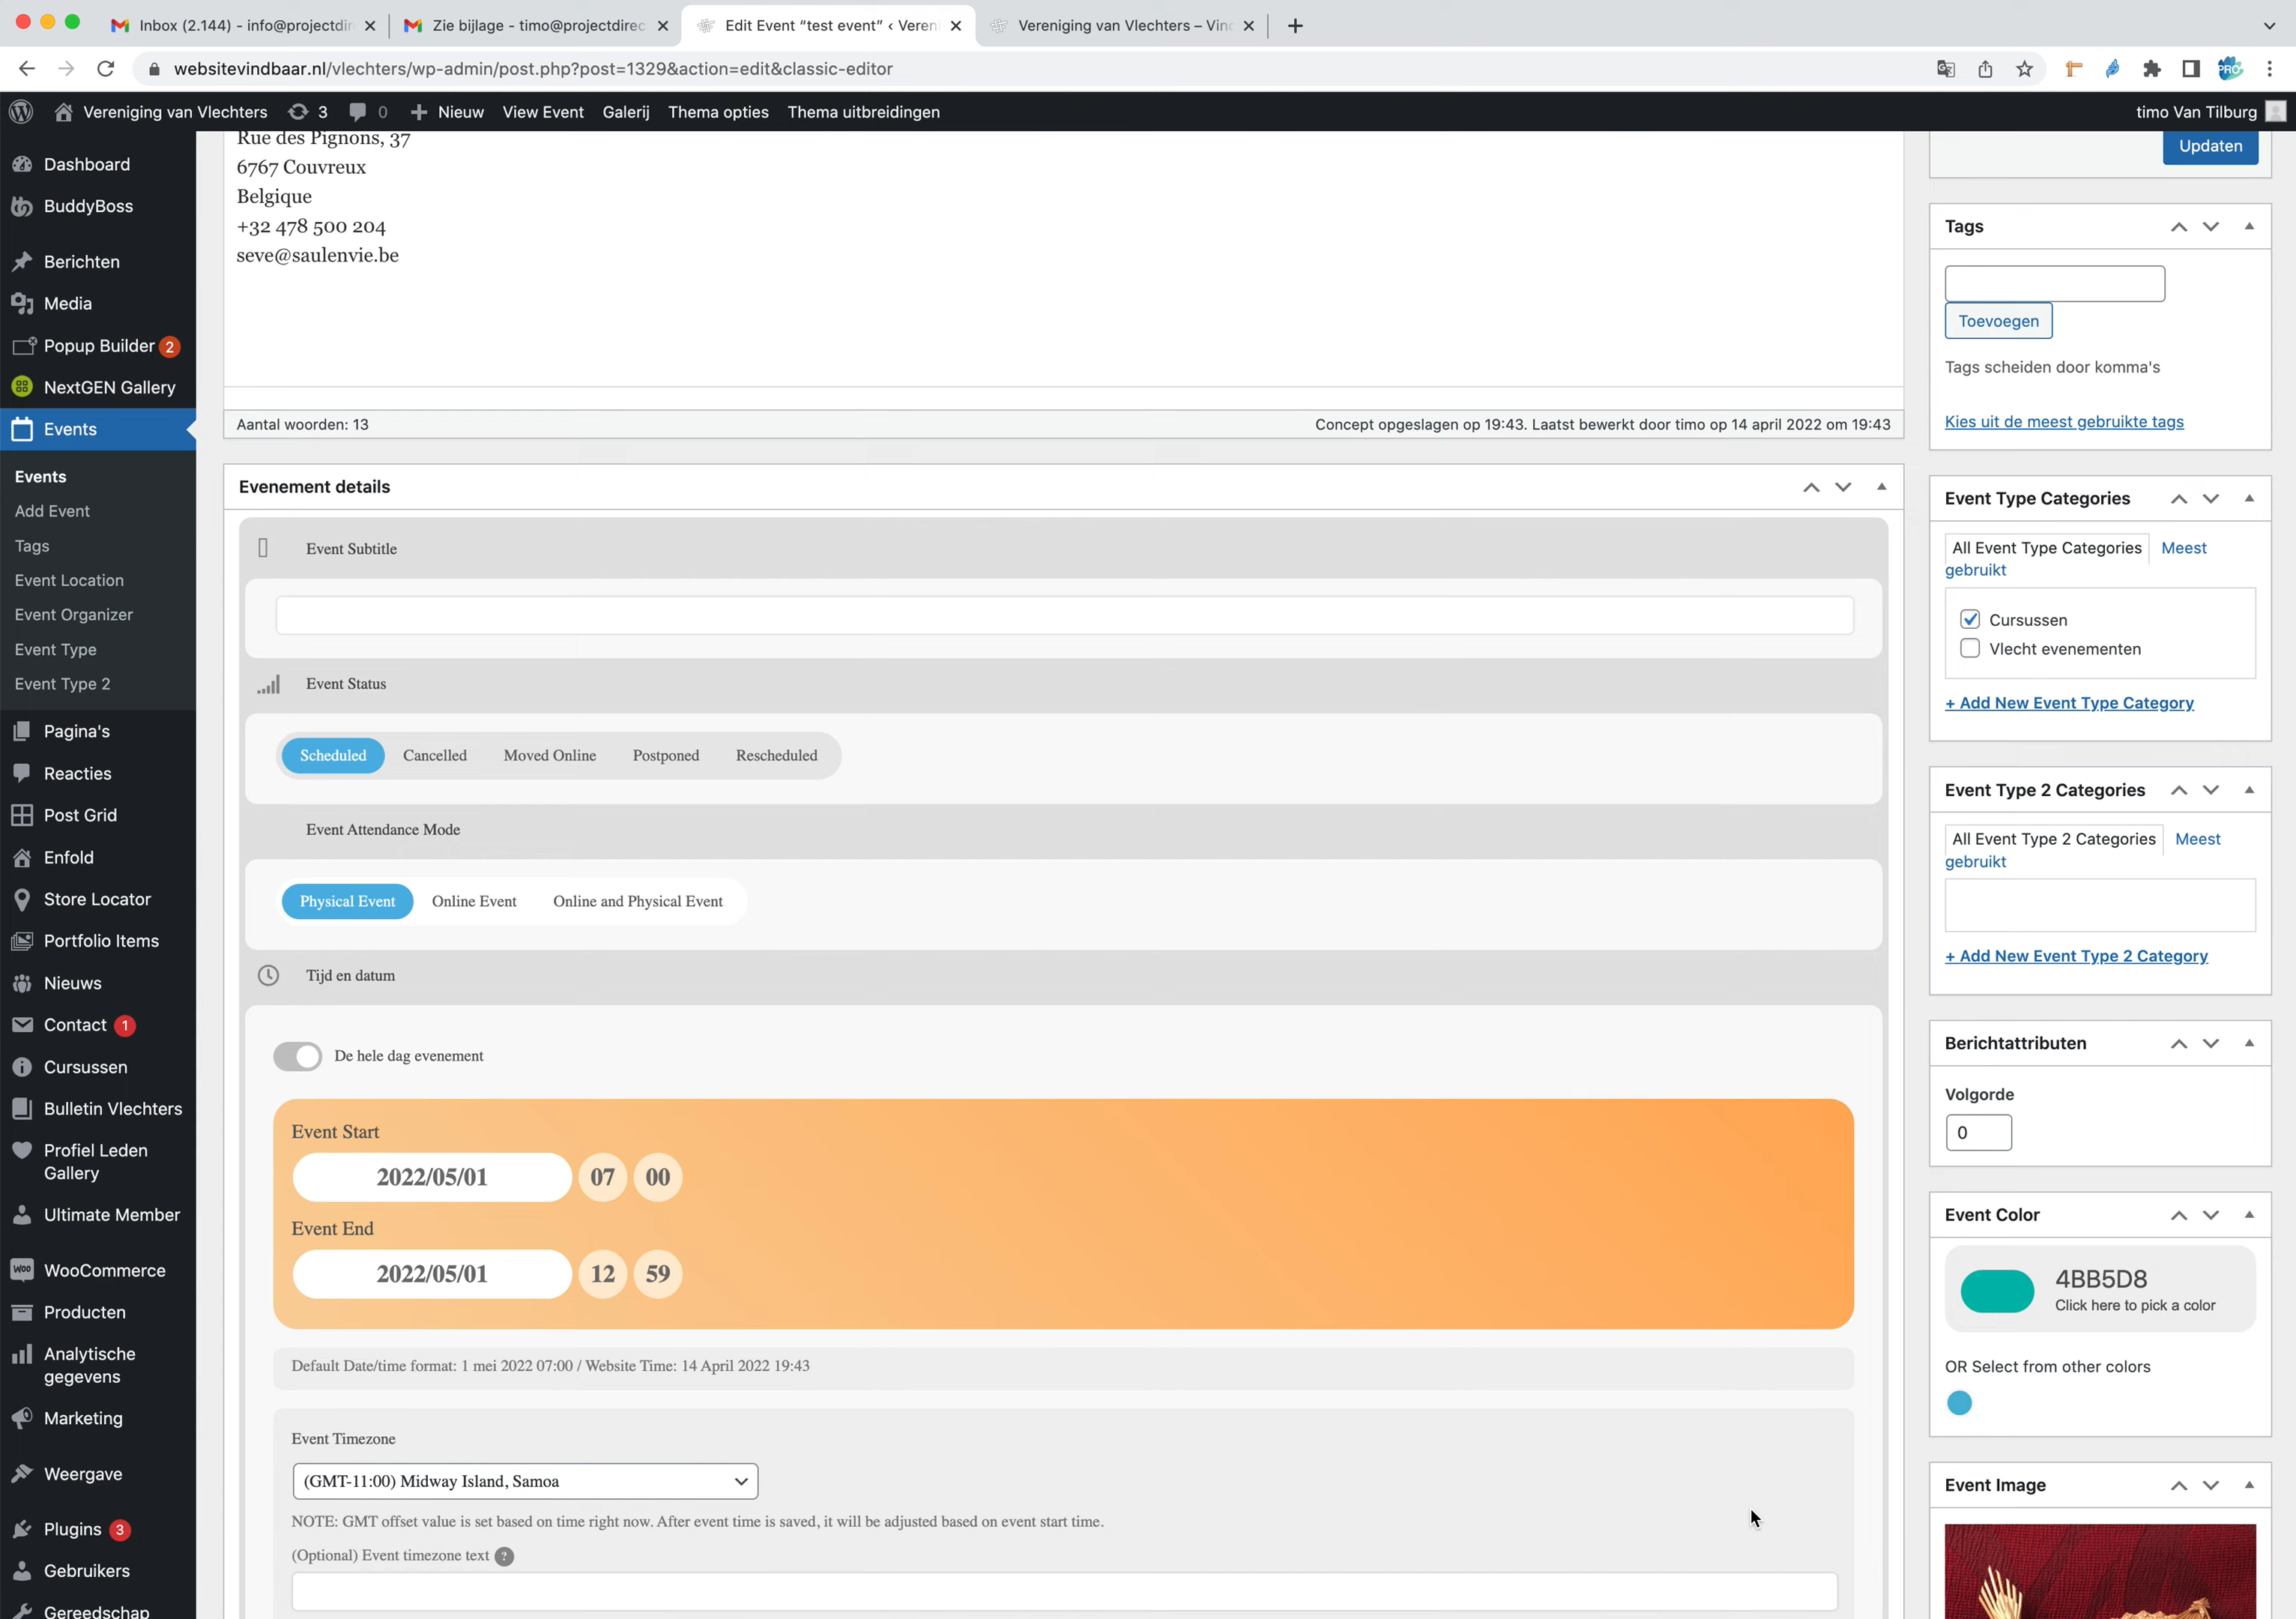 Inbox (2.144) - info@projectdir
Zie bijlage - timo@projectdirec
Edit Event “test event” ‹ Veren
Vereniging van Vlechters – Vind
websitevindbaar.nl/vlechters/wp-admin/post.php?post=1329&action=edit&classic-editor
PRO
Vereniging van Vlechters
3
0
Nieuw
View Event
Galerij
Thema opties
Thema uitbreidingen
timo Van Tilburg
Dashboard
BuddyBoss
Berichten
Media
Popup Builder 2
NextGEN Gallery
Events
Events
Add Event
Tags
Event Location
Event Organizer
Event Type
Event Type 2
Pagina's
Reacties
Post Grid
Enfold
Store Locator
Portfolio Items
Nieuws
Contact 1
Cursussen
Bulletin Vlechters
Profiel Leden
Gallery
Ultimate Member
WooCommerce
Producten
Analytische
gegevens
Marketing
Weergave
Plugins 3
Gebruikers
Gereedschap
Rue des Pignons, 37
6767 Couvreux
Belgique
+32 478 500 204
seve@saulenvie.be
Aantal woorden: 13
Concept opgeslagen op 19:43. Laatst bewerkt door timo op 14 april 2022 om 19:43
Evenement details
Event Subtitle
Event Status
Scheduled
Cancelled
Moved Online
Postponed
Rescheduled
Event Attendance Mode
Physical Event
Online Event
Online and Physical Event
Tijd en datum
De hele dag evenement
Event Start
2022/05/01 07 00
Event End
2022/05/01 12 59
Default Date/time format: 1 mei 2022 07:00 / Website Time: 14 April 2022 19:43
Event Timezone
(GMT-11:00) Midway Island, Samoa
NOTE: GMT offset value is set based on time right now. After event time is saved, it will be adjusted based on event start time.
(Optional) Event timezone text ?
Updaten
Tags
Toevoegen
Tags scheiden door komma's
Kies uit de meest gebruikte tags
Event Type Categories
All Event Type Categories
Meest
gebruikt
Cursussen
Vlecht evenementen
+ Add New Event Type Category
Event Type 2 Categories
All Event Type 2 Categories
Meest
gebruikt
+ Add New Event Type 2 Category
Berichtattributen
Volgorde
0
Event Color
4BB5D8
Click here to pick a color
OR Select from other colors
Event Image